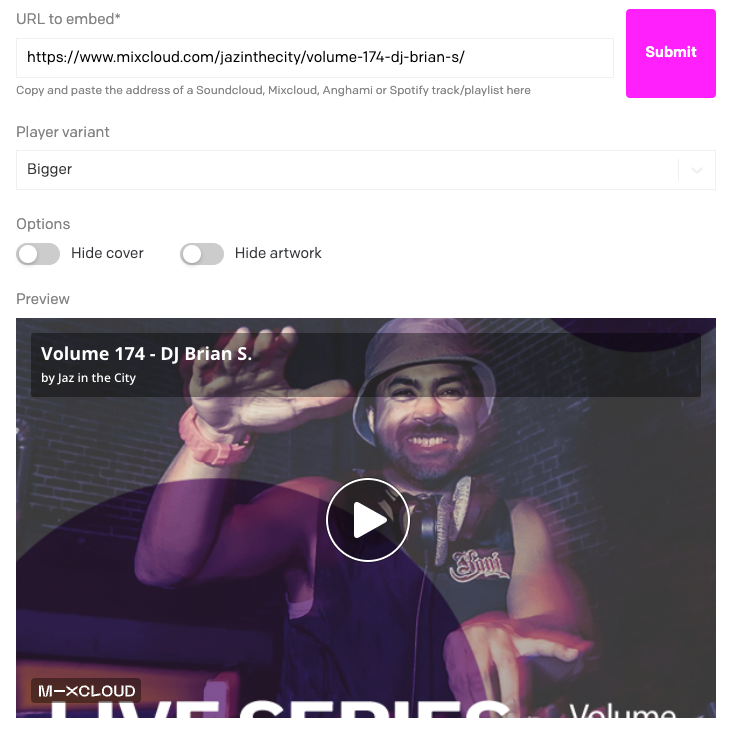 URL to embed*
https://www.mixcloud.com/jazinthecity/volume-174-dj-brian-s/
Submit
Copy and paste the address of a Soundcloud, Mixcloud, Anghami or Spotify track/playlist here
Player variant
Bigger
Options
Hide cover
Hide artwork
Preview
Volume 174 - DJ Brian S.
by Jaz in the City
M–XCLOUD
LIVE SERIES
Volume